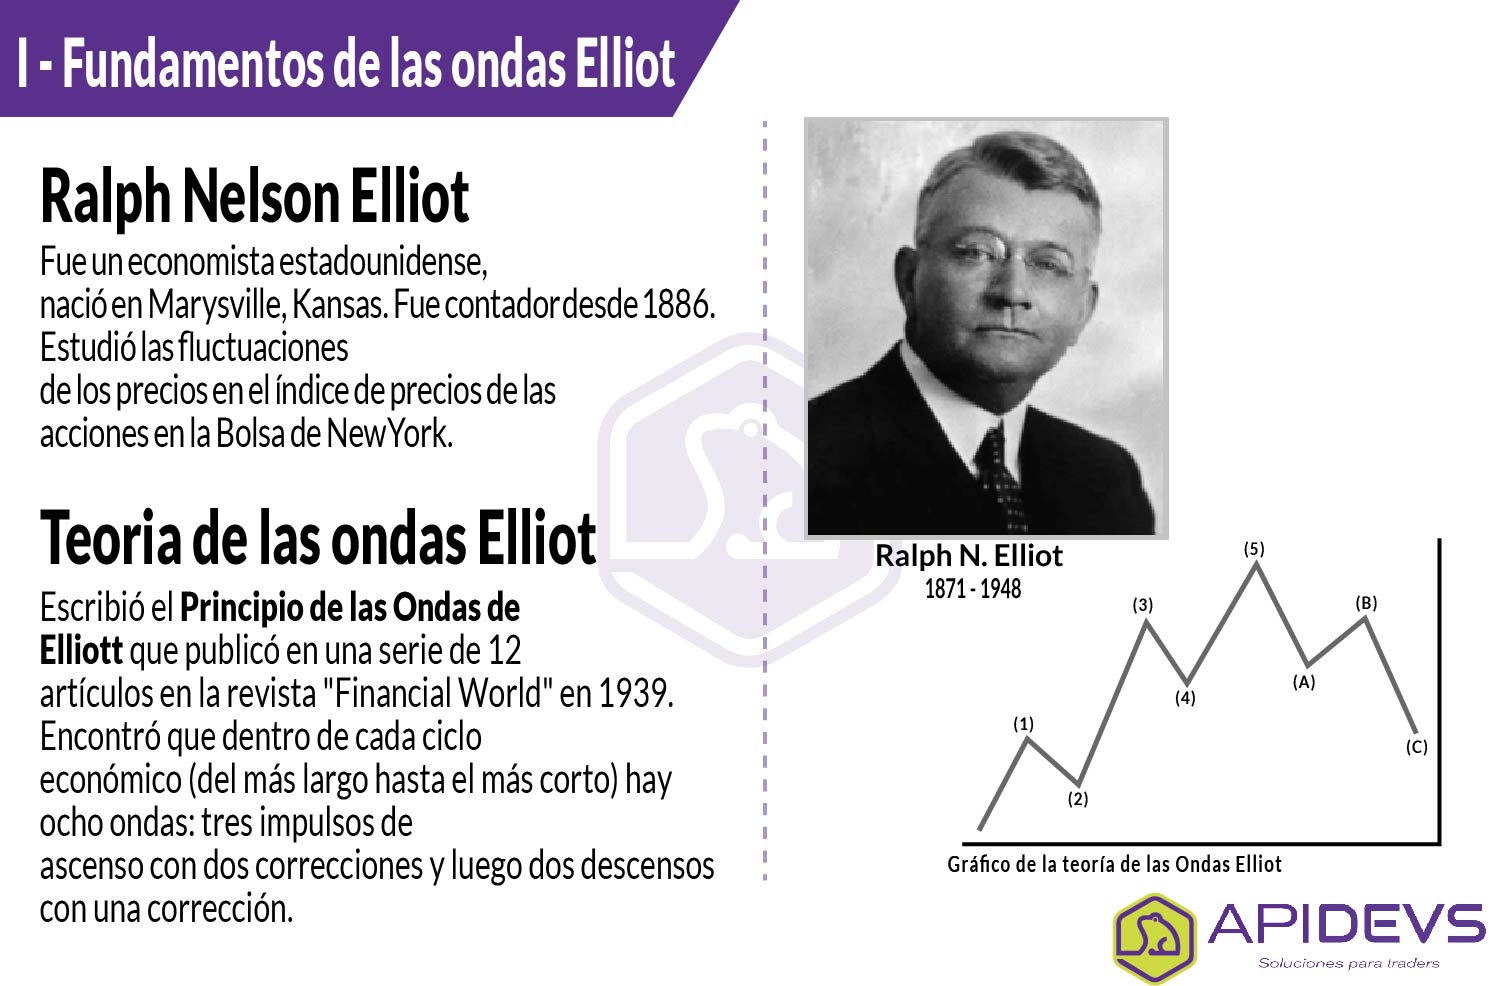 I - Fundamentos de las ondas Elliot
Ralph Nelson Elliot
Fue un economista estadounidense,
nació en Marysville, Kansas. Fue contador desde 1886.
Estudió las fluctuaciones
de los precios en el índice de precios de las
acciones en la Bolsa de New York.
Teoria de las ondas Elliot
Escribió el Principio de las Ondas de
Elliott que publicó en una serie de 12
artículos en la revista "Financial World" en 1939.
Encontró que dentro de cada ciclo
económico (del más largo hasta el más corto) hay
ocho ondas: tres impulsos de
ascenso con dos correcciones y luego dos descensos
con una corrección.
Ralph N. Elliot
1871 - 1948
(1)
(2)
(3)
(4)
(5)
(A)
(B)
(C)
Gráfico de la teoría de las Ondas Elliot
APIDEVS
Soluciones para traders